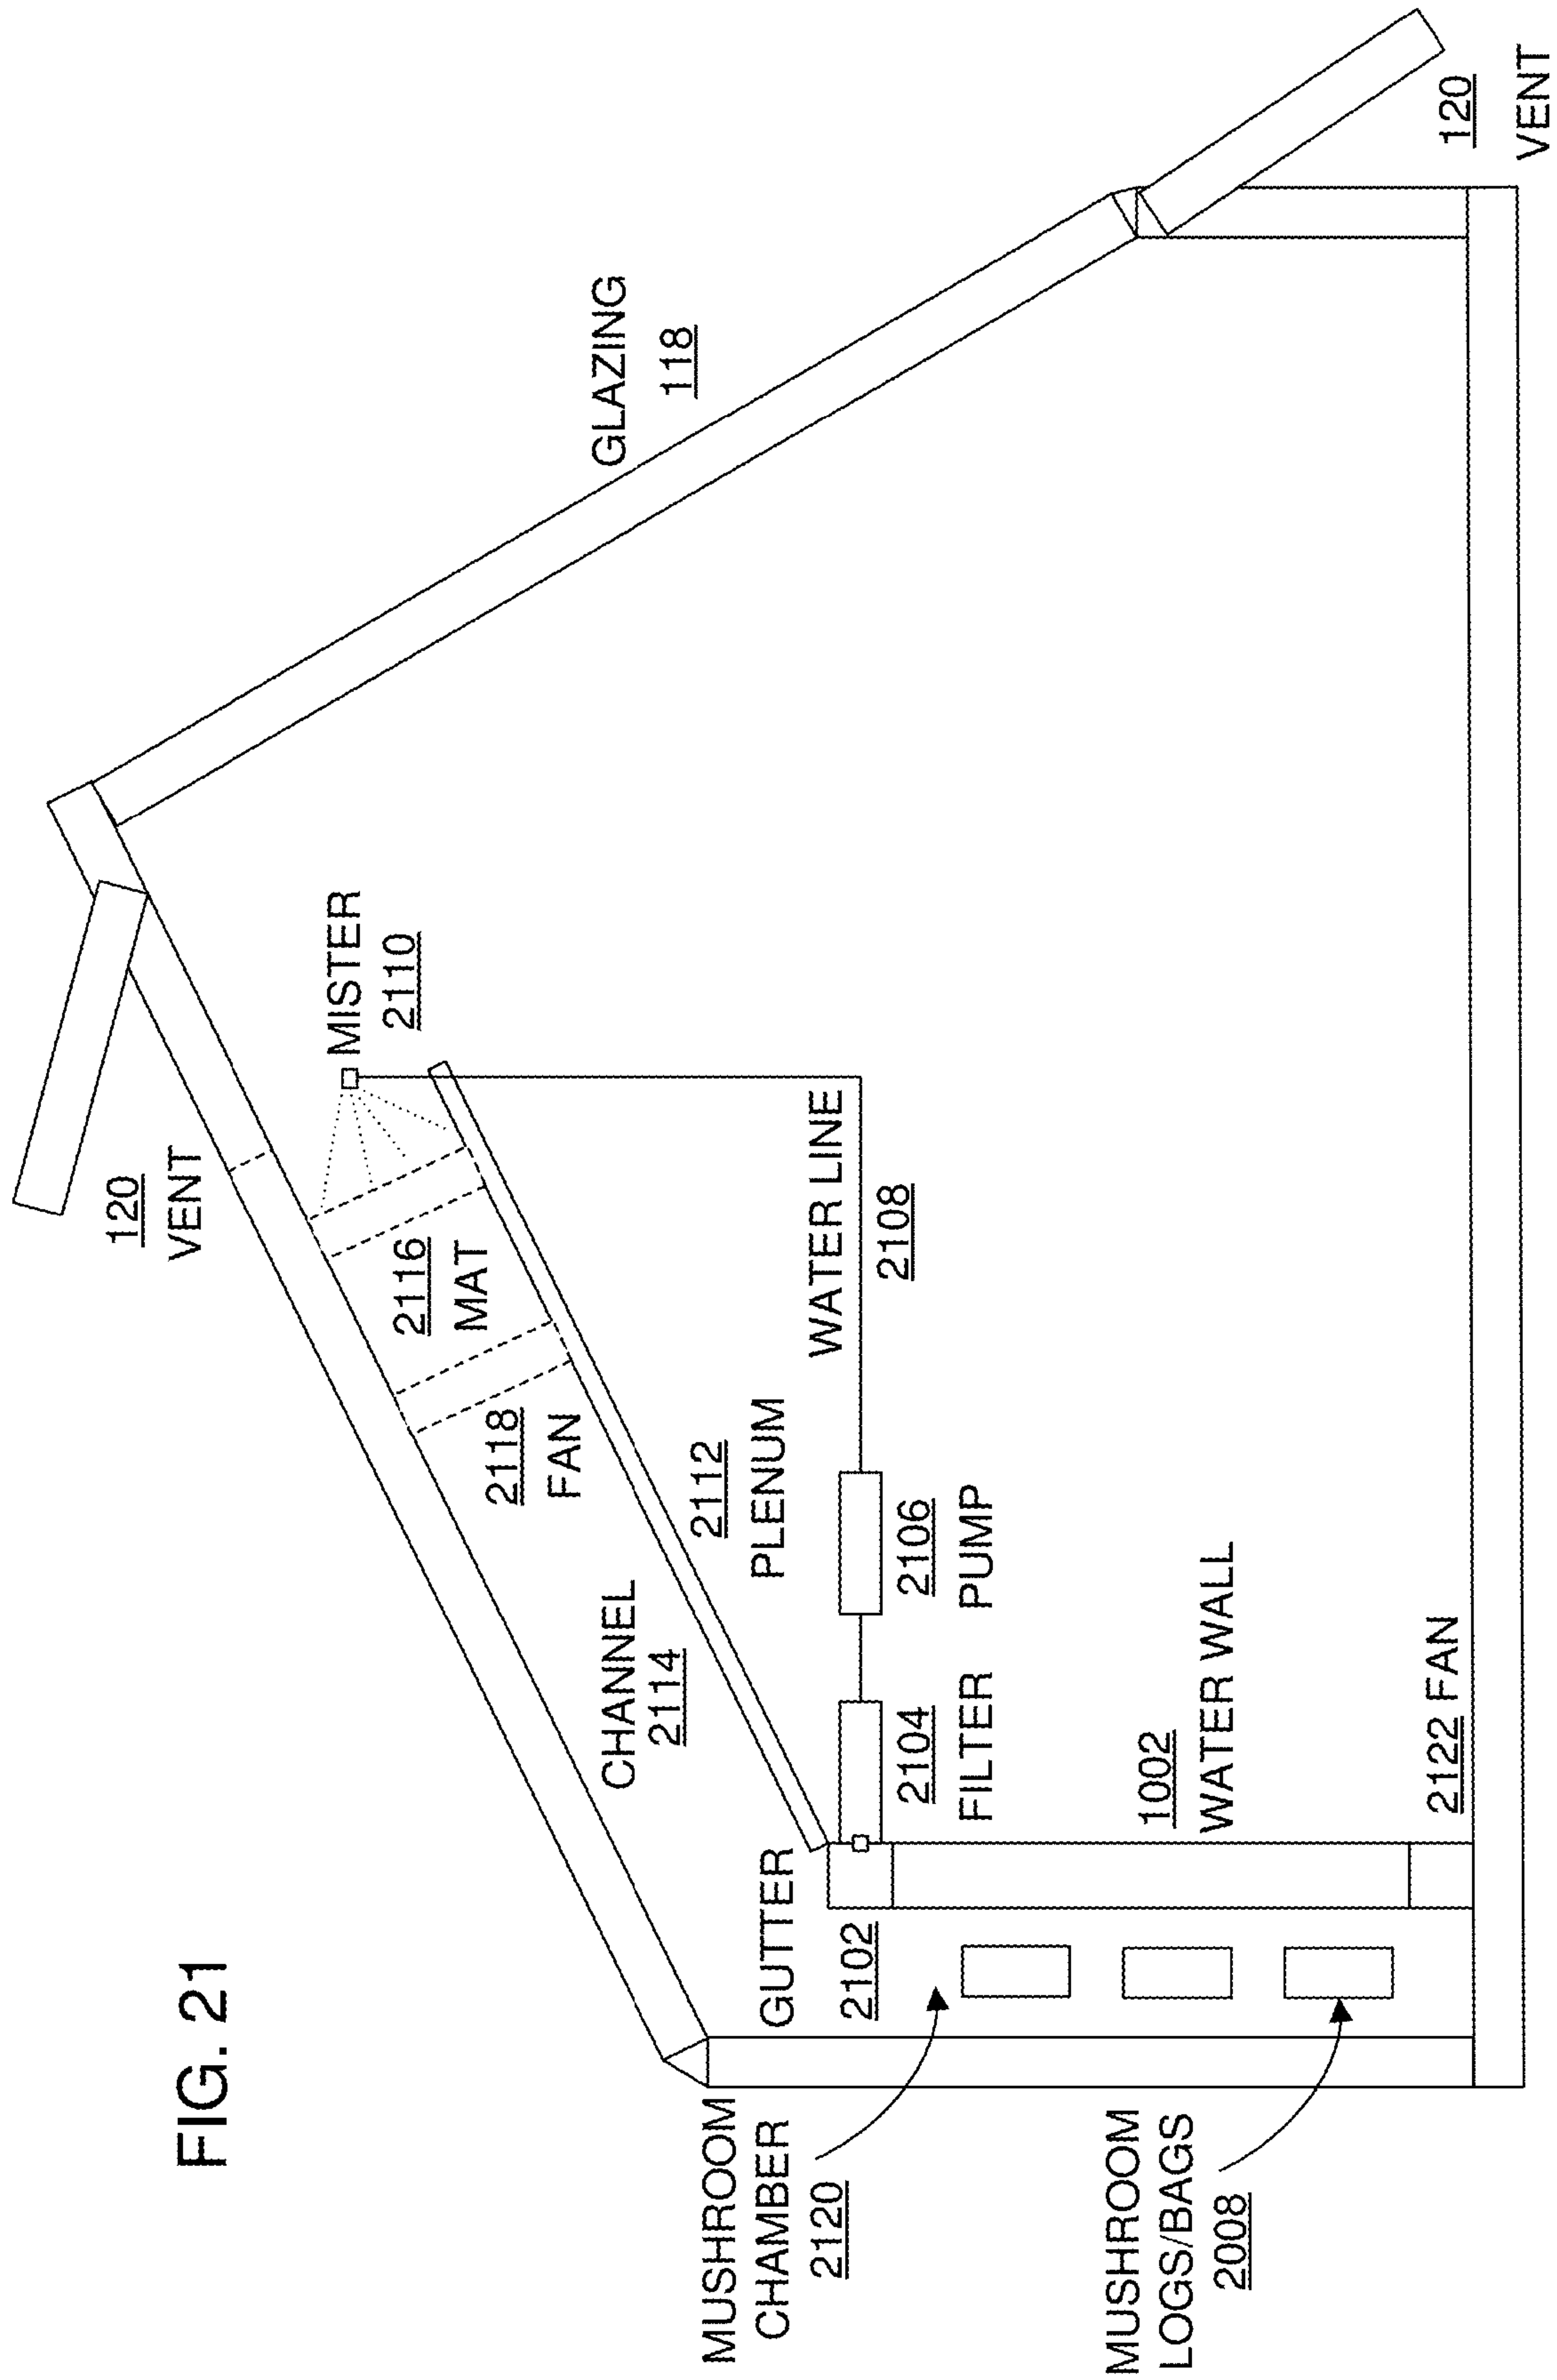 FIG. 21
120
VENT
MISTER
2110
GLAZING
118
2116
MAT
2118
FAN
CHANNEL
2114
2112
PLENUM
WATER LINE
2108
GUTTER
2102
2104
FILTER
2106
PUMP
MUSHROOM
CHAMBER
2120
1002
WATER WALL
MUSHROOM
LOGS/BAGS
2008
2122 FAN
120
VENT